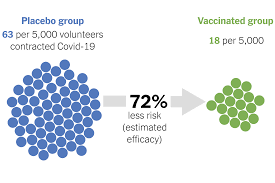 Placebo group
63 per 5,000 volunteers
contracted Covid-19
Vaccinated group
18 per 5,000
72%
less risk
(estimated
efficacy)